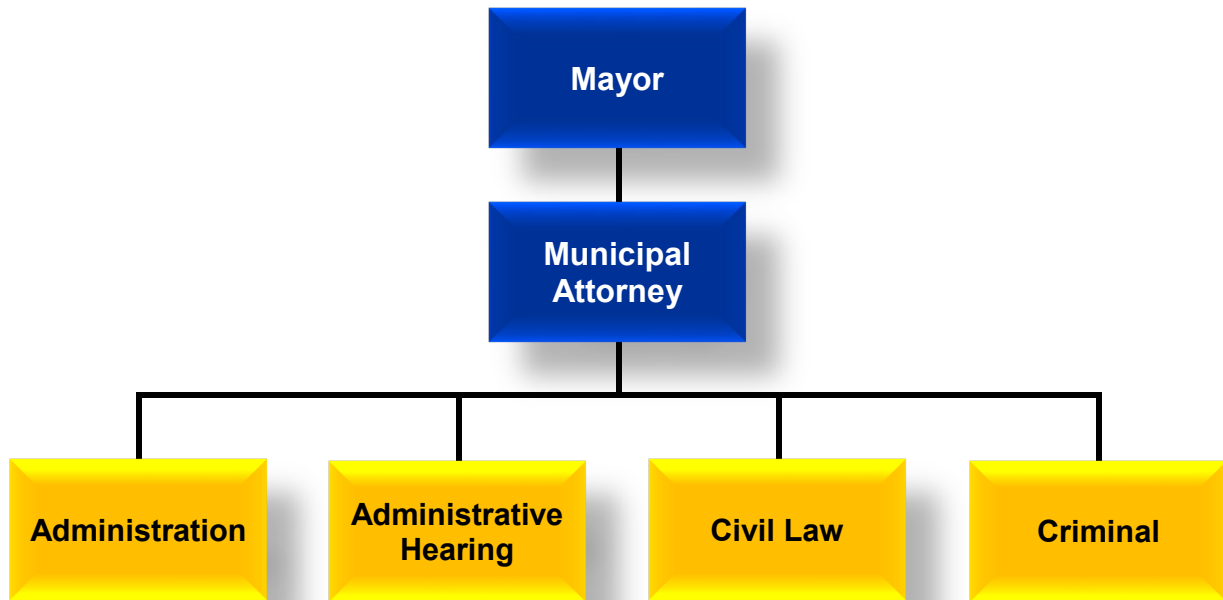 Mayor
Municipal
Attorney
Administration
Administrative
Hearing
Civil Law
Criminal